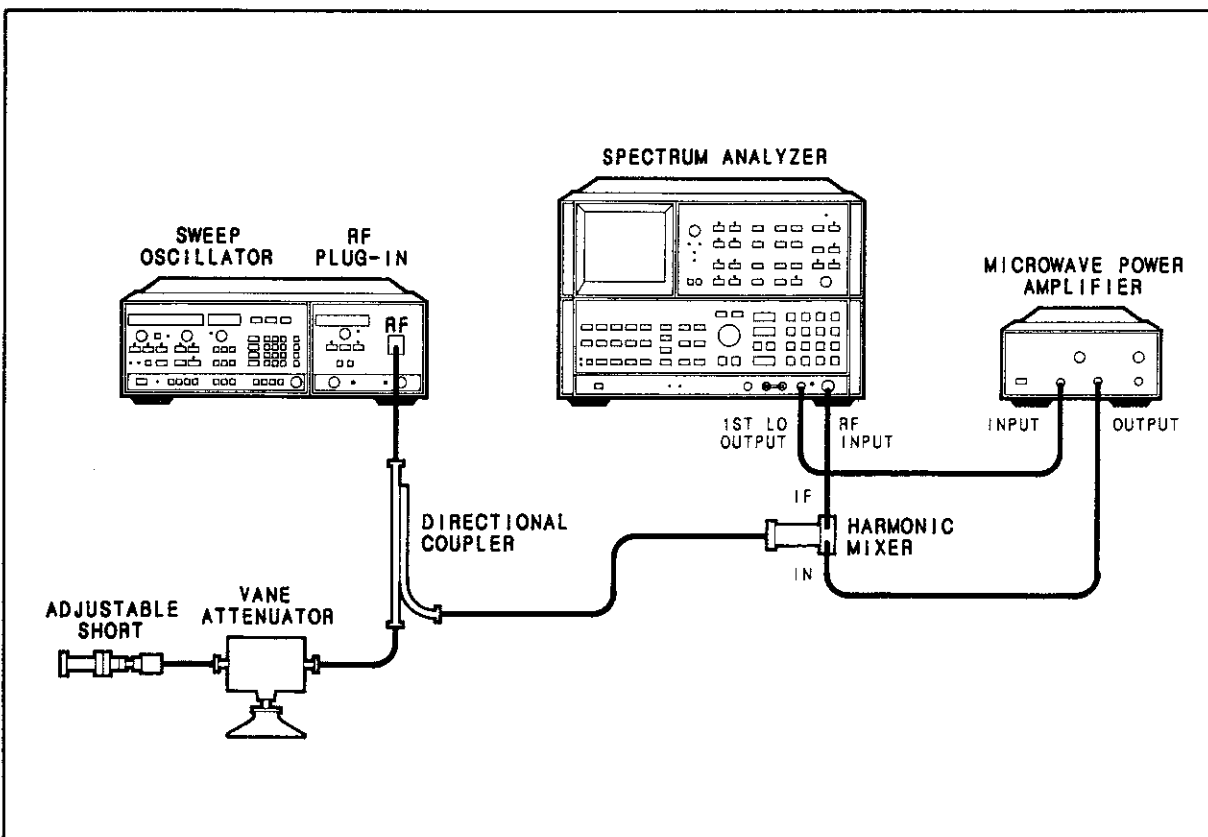 SPECTRUM ANALYZER
SWEEP
OSCILLATOR
RF
PLUG-IN
MICROWAVE POWER
AMPLIFIER
RF
1ST LO
OUTPUT
RF
INPUT
INPUT
OUTPUT
IF
DIRECTIONAL
COUPLER
HARMONIC
MIXER
IN
VANE
ATTENUATOR
ADJUSTABLE
SHORT